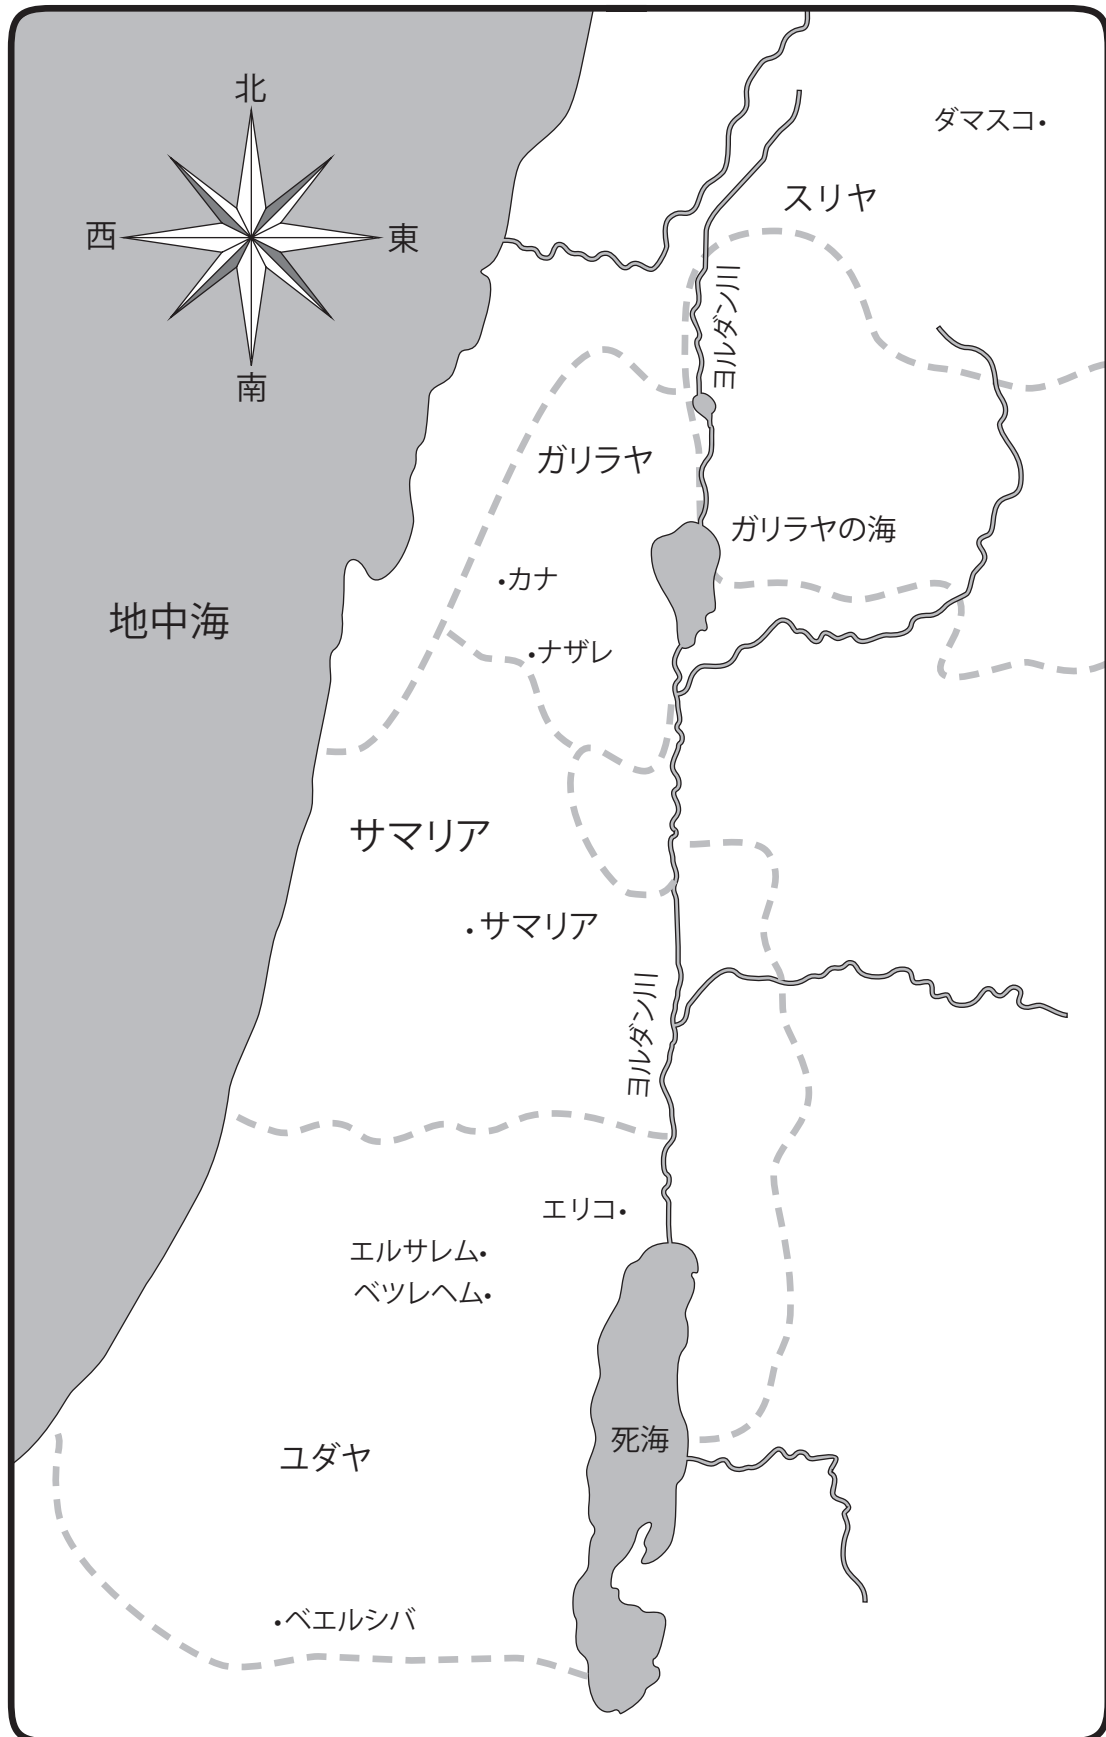 北
ダマスコ
スリヤ
西
東
ヨルダン川
南
ガリラヤ
ガリラヤの海
カナ
地中海
ナザレ
サマリア
サマリア
ヨルダン川
エリコ
エルサレム
ベツレヘム
死海
ユダヤ
ベエルシバ